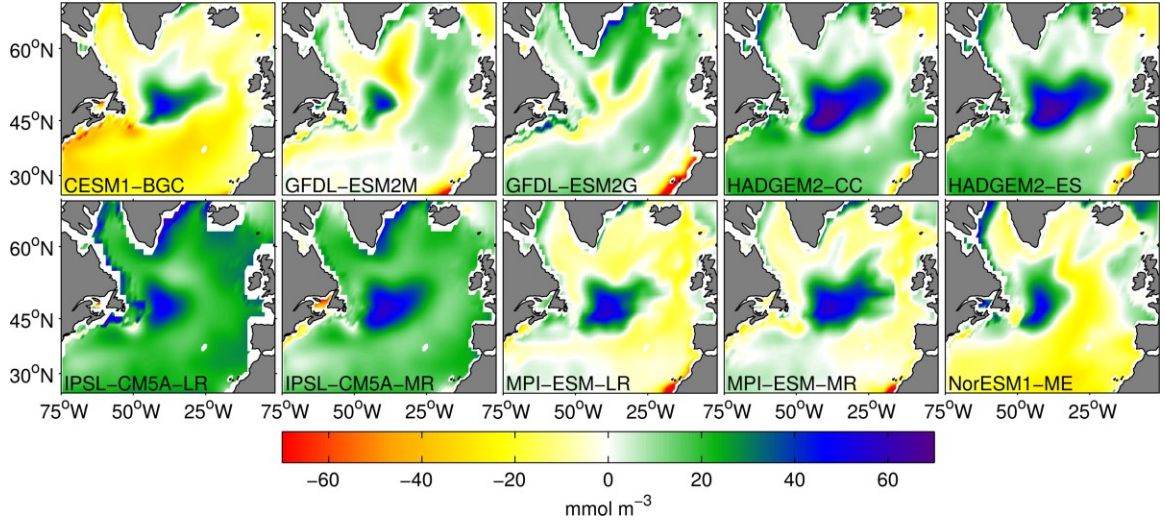 60°N
45°N
30°N
CESM1−BGC
GFDL−ESM2M
GFDL−ESM2G
HADGEM2−CC
HADGEM2−ES
60°N
45°N
30°N
IPSL−CM5A−LR
IPSL−CM5A−MR
MPI−ESM−LR
MPI−ESM−MR
NorESM1−ME
75°W 50°W 25°W 75°W 50°W 25°W 75°W 50°W 25°W 75°W 50°W 25°W 75°W 50°W 25°W
−60 −40 −20 0 20 40 60
mmol m⁻³